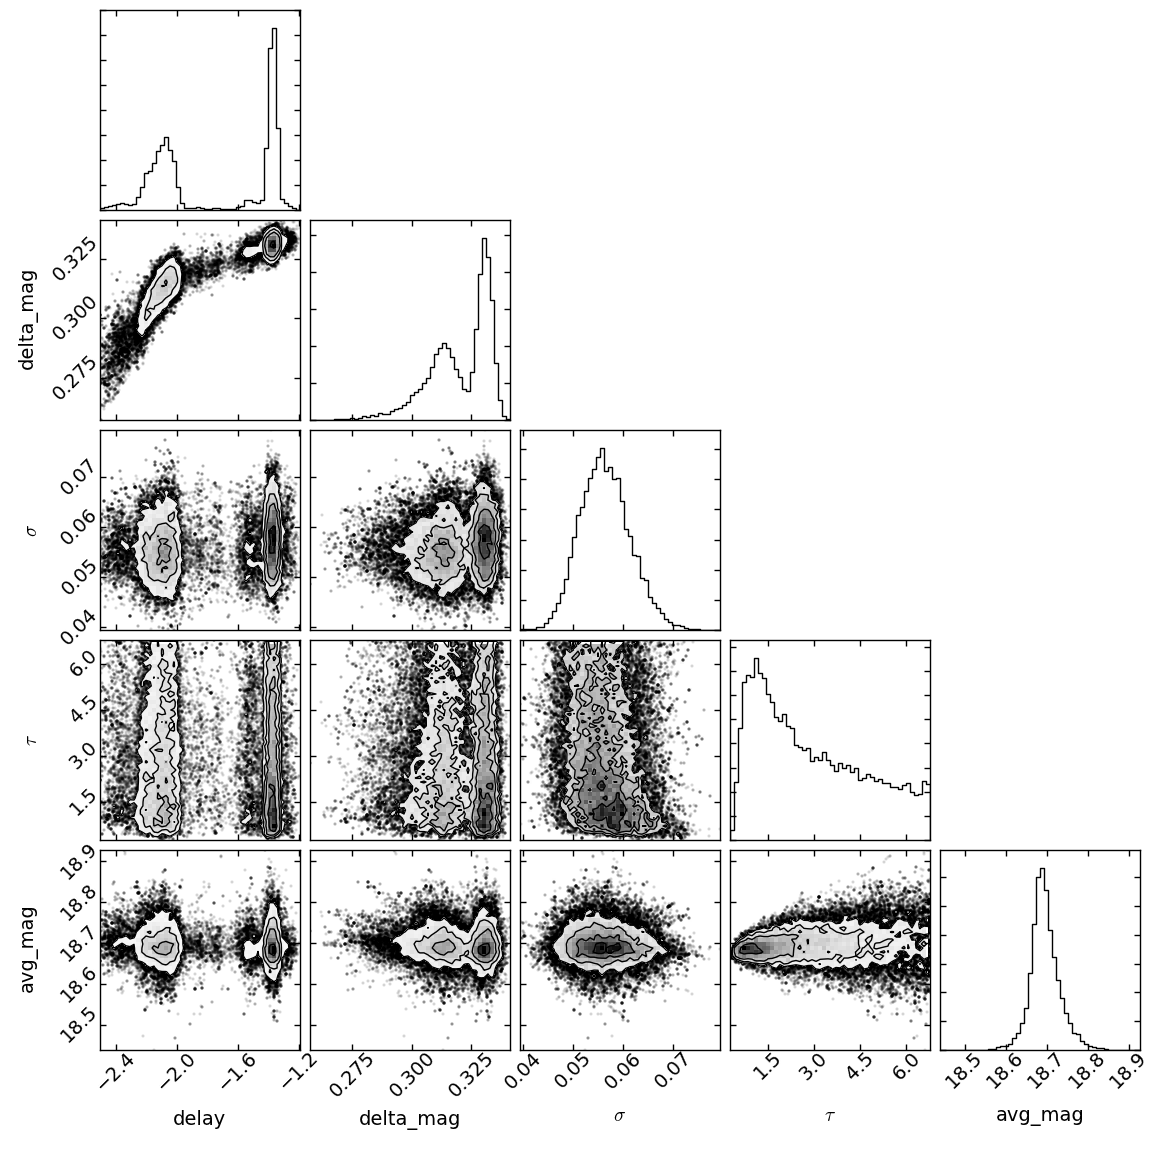 delta_mag
0.325
0.300
0.275
σ
0.07
0.06
0.05
0.04
τ
6.0
4.5
3.0
1.5
avg_mag
18.9
18.8
18.7
18.6
18.5
−2.4 −2.0 −1.6 −1.2
0.275 0.300 0.325
0.04 0.05 0.06 0.07
1.5 3.0 4.5 6.0
18.5 18.6 18.7 18.8 18.9
delay delta_mag σ τ avg_mag